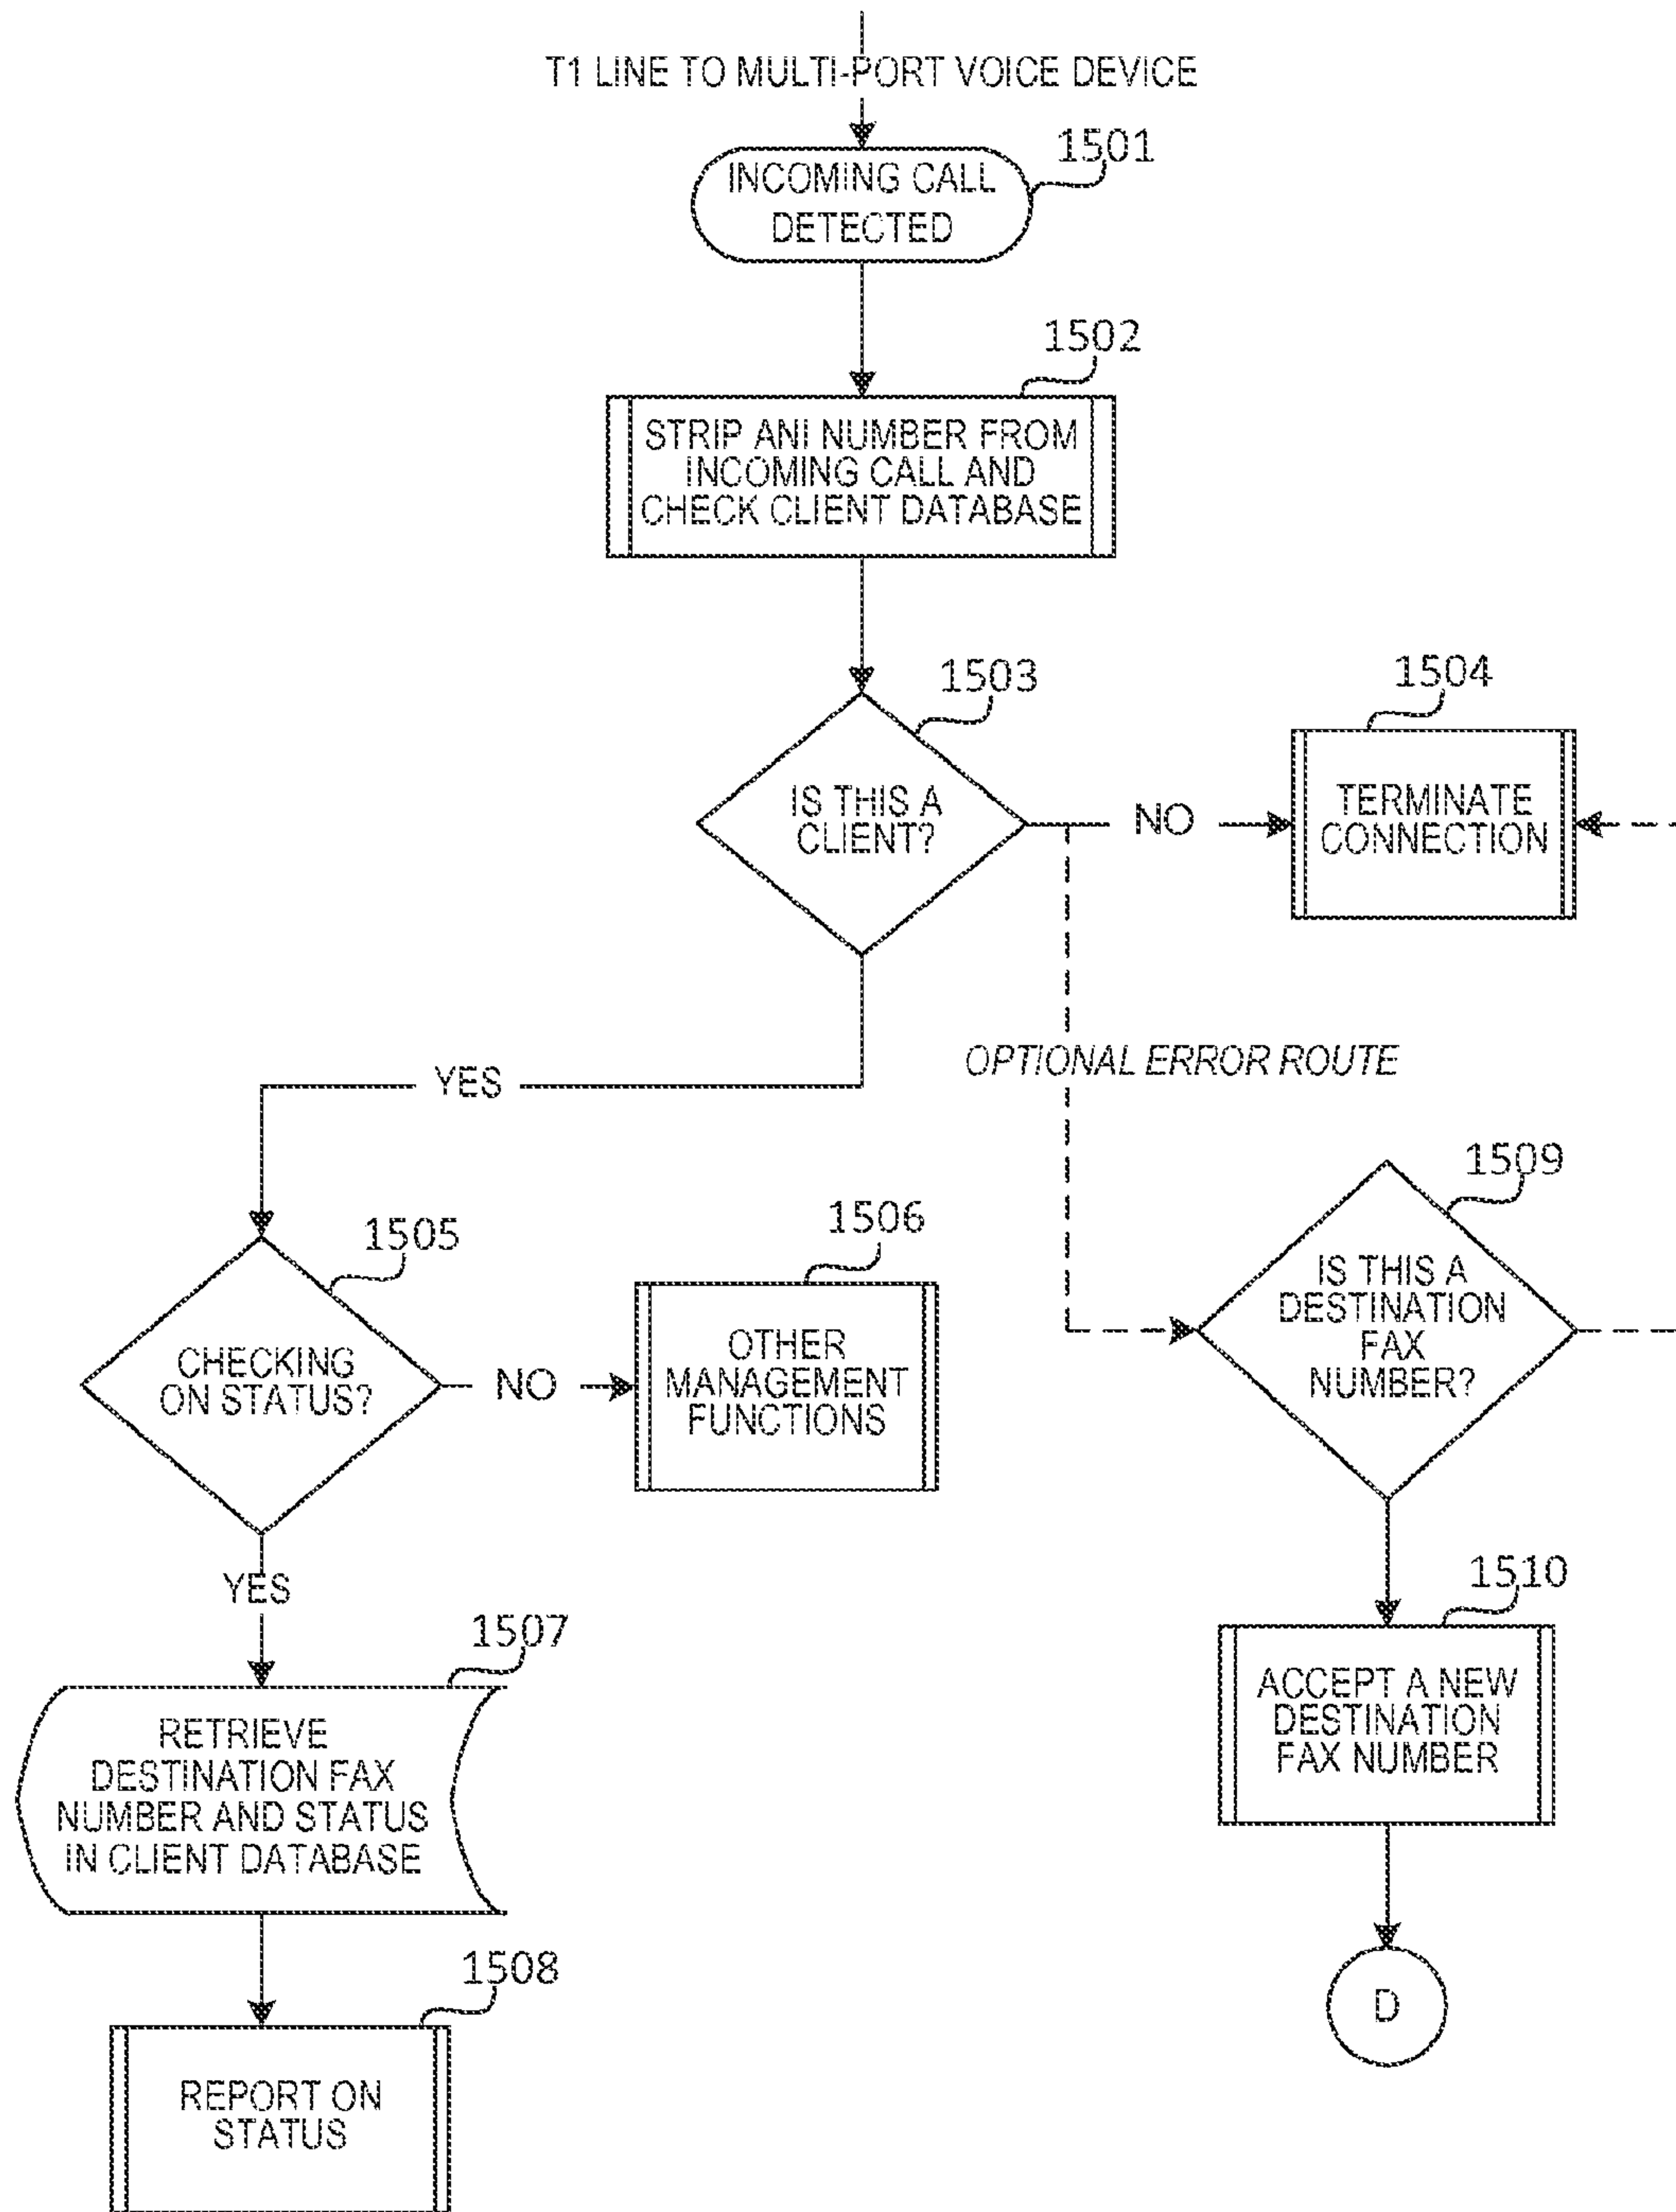 T1 LINE TO MULTI-PORT VOICE DEVICE
1501
INCOMING CALL
DETECTED
1502
STRIP ANI NUMBER FROM
INCOMING CALL AND
CHECK CLIENT DATABASE
1503
IS THIS A
CLIENT?
NO
1504
TERMINATE
CONNECTION
YES
OPTIONAL ERROR ROUTE
1505
CHECKING
ON STATUS?
NO
1506
OTHER
MANAGEMENT
FUNCTIONS
1509
IS THIS A
DESTINATION
FAX
NUMBER?
YES
1507
RETRIEVE
DESTINATION FAX
NUMBER AND STATUS
IN CLIENT DATABASE
1510
ACCEPT A NEW
DESTINATION
FAX NUMBER
1508
REPORT ON
STATUS
D